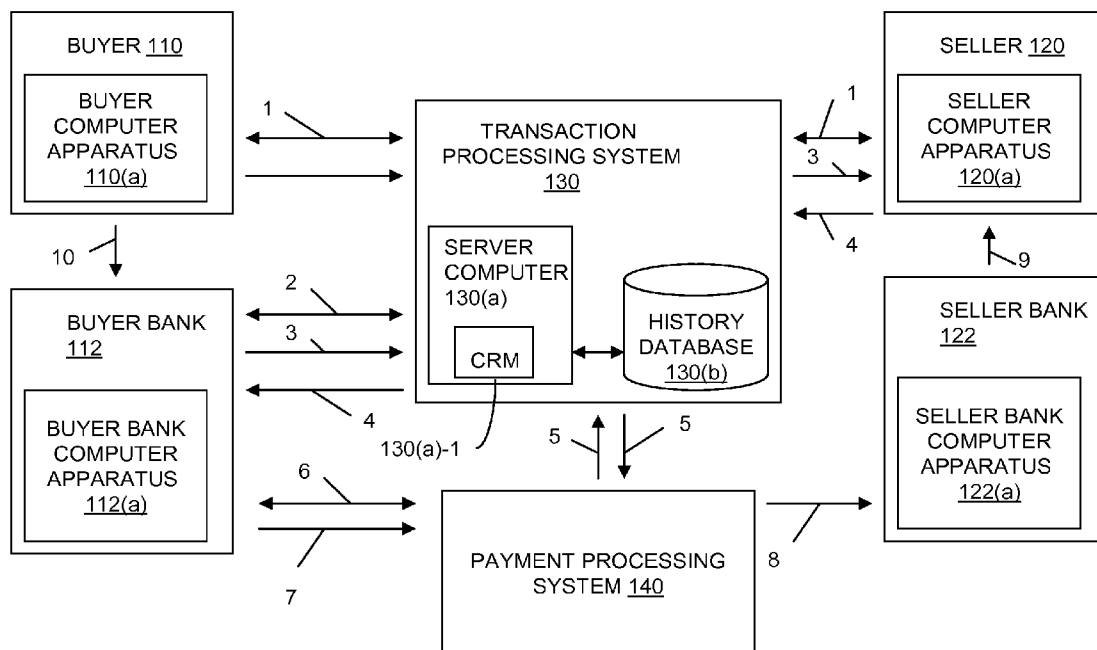 BUYER 110
BUYER
COMPUTER
APPARATUS
110(a)
1
TRANSACTION
PROCESSING SYSTEM
130
SERVER
COMPUTER
130(a)
CRM
HISTORY
DATABASE
130(b)
130(a)-1
SELLER 120
SELLER
COMPUTER
APPARATUS
120(a)
1
3
4
10
9
BUYER BANK
112
BUYER BANK
COMPUTER
APPARATUS
112(a)
2
3
4
5
5
6
7
PAYMENT PROCESSING
SYSTEM 140
8
SELLER BANK
122
SELLER BANK
COMPUTER
APPARATUS
122(a)